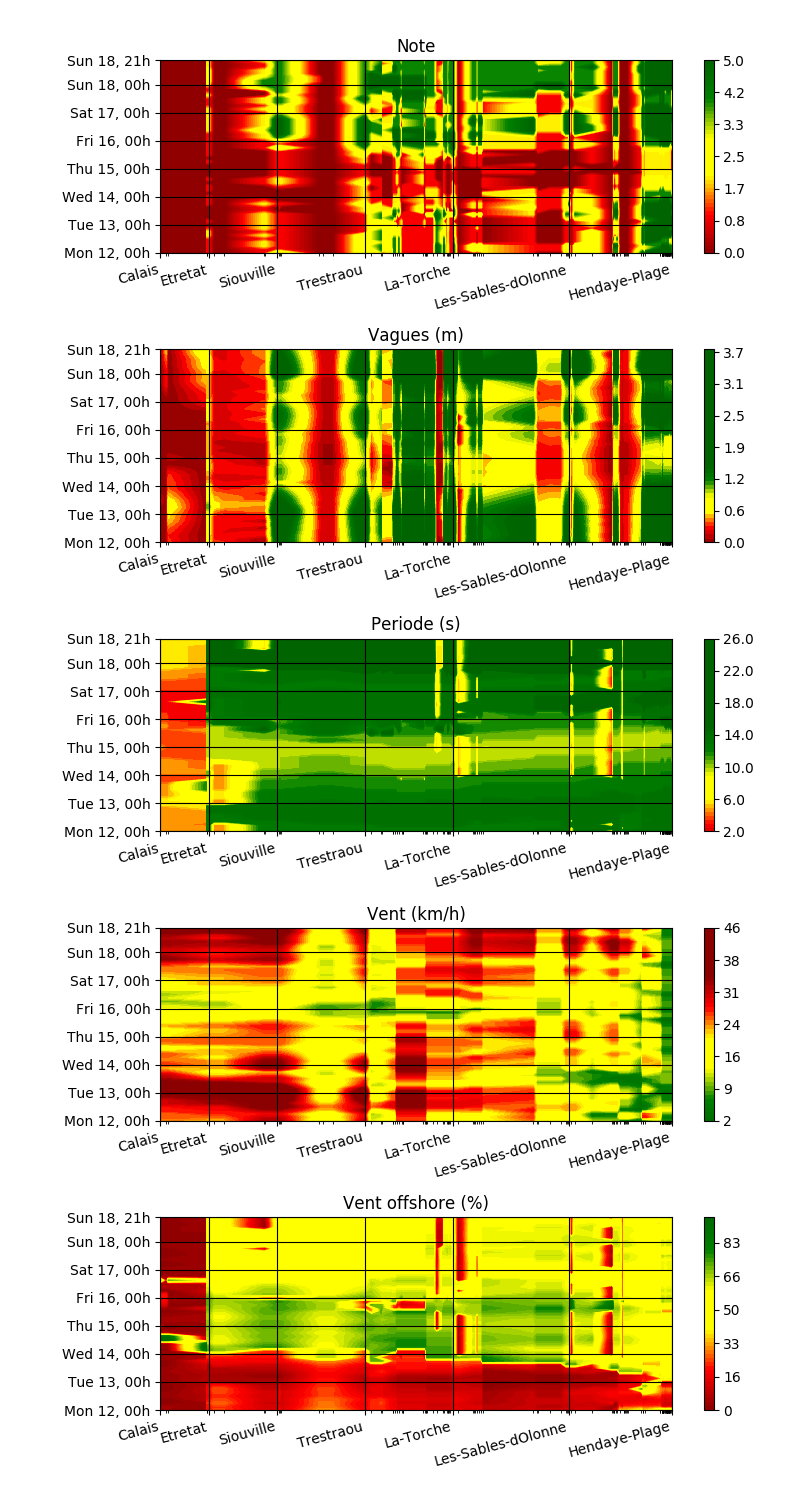 Note
Sun 18, 21h
Sun 18, 00h
Sat 17, 00h
Fri 16, 00h
Thu 15, 00h
Wed 14, 00h
Tue 13, 00h
Mon 12, 00h
Calais
Etretat
Siouville
Trestraou
La-Torche
Les-Sables-dOlonne
Hendaye-Plage
5.0
4.2
3.3
2.5
1.7
0.8
0.0
Vagues (m)
Sun 18, 21h
Sun 18, 00h
Sat 17, 00h
Fri 16, 00h
Thu 15, 00h
Wed 14, 00h
Tue 13, 00h
Mon 12, 00h
Calais
Etretat
Siouville
Trestraou
La-Torche
Les-Sables-dOlonne
Hendaye-Plage
3.7
3.1
2.5
1.9
1.2
0.6
0.0
Periode (s)
Sun 18, 21h
Sun 18, 00h
Sat 17, 00h
Fri 16, 00h
Thu 15, 00h
Wed 14, 00h
Tue 13, 00h
Mon 12, 00h
Calais
Etretat
Siouville
Trestraou
La-Torche
Les-Sables-dOlonne
Hendaye-Plage
26.0
22.0
18.0
14.0
10.0
6.0
2.0
Vent (km/h)
Sun 18, 21h
Sun 18, 00h
Sat 17, 00h
Fri 16, 00h
Thu 15, 00h
Wed 14, 00h
Tue 13, 00h
Mon 12, 00h
Calais
Etretat
Siouville
Trestraou
La-Torche
Les-Sables-dOlonne
Hendaye-Plage
46
38
31
24
16
9
2
Vent offshore (%)
Sun 18, 21h
Sun 18, 00h
Sat 17, 00h
Fri 16, 00h
Thu 15, 00h
Wed 14, 00h
Tue 13, 00h
Mon 12, 00h
Calais
Etretat
Siouville
Trestraou
La-Torche
Les-Sables-dOlonne
Hendaye-Plage
83
66
50
33
16
0